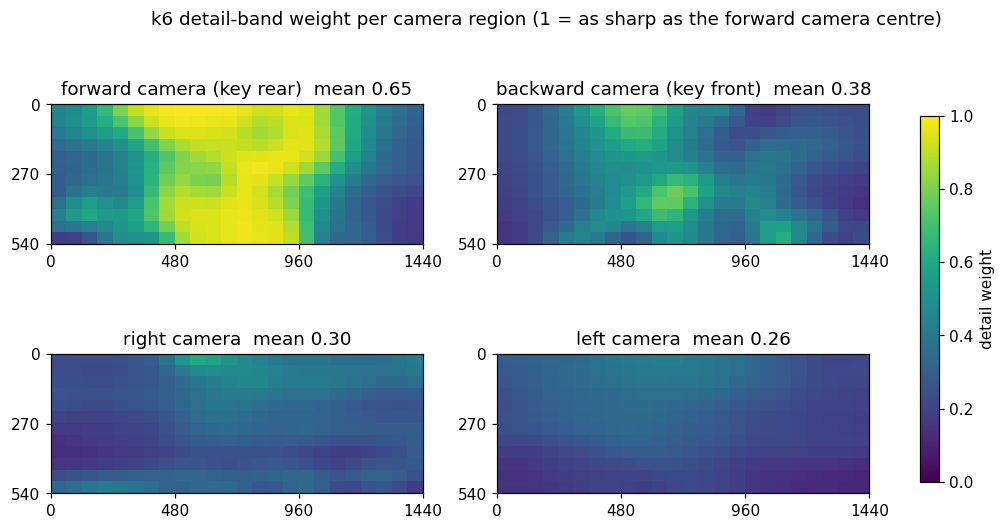 k6 detail-band weight per camera region (1 = as sharp as the forward camera centre)
forward camera (key rear)  mean 0.65
0
270
540
0 480 960 1440
backward camera (key front)  mean 0.38
0
270
540
0 480 960 1440
right camera  mean 0.30
0
270
540
0 480 960 1440
left camera  mean 0.26
0
270
540
0 480 960 1440
1.0
0.8
0.6
0.4
0.2
0.0
detail weight